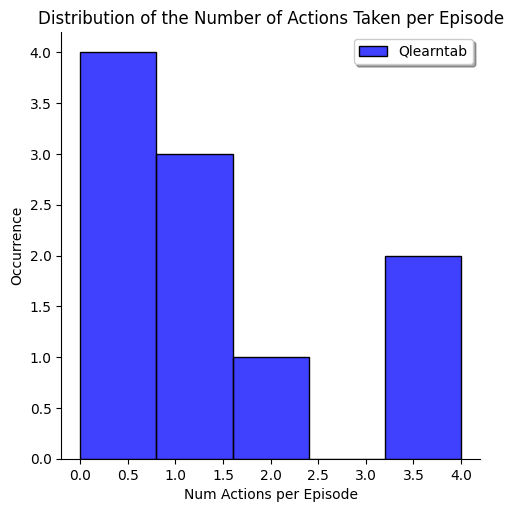 Distribution of the Number of Actions Taken per Episode
Qlearntab
Occurrence
4.0
3.5
3.0
2.5
2.0
1.5
1.0
0.5
0.0
0.0 0.5 1.0 1.5 2.0 2.5 3.0 3.5 4.0
Num Actions per Episode